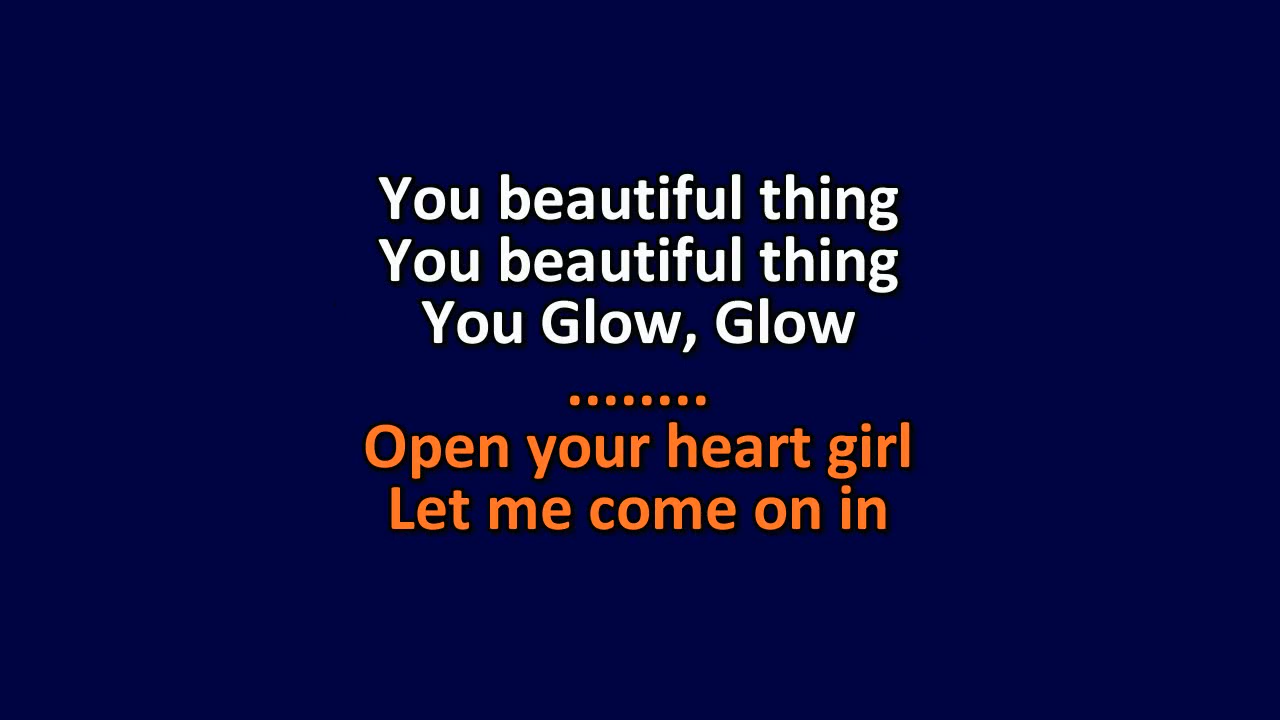 You beautiful thing
You beautiful thing
You Glow, Glow
........
Open your heart girl
Let me come on in